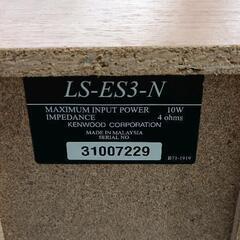 LS-ES3-N
MAXIMUM INPUT POWER 10W
IMPEDANCE 4 ohms
KENWOOD CORPORATION
MADE IN MALAYSIA
SERIAL NO
31007229
B71-1919